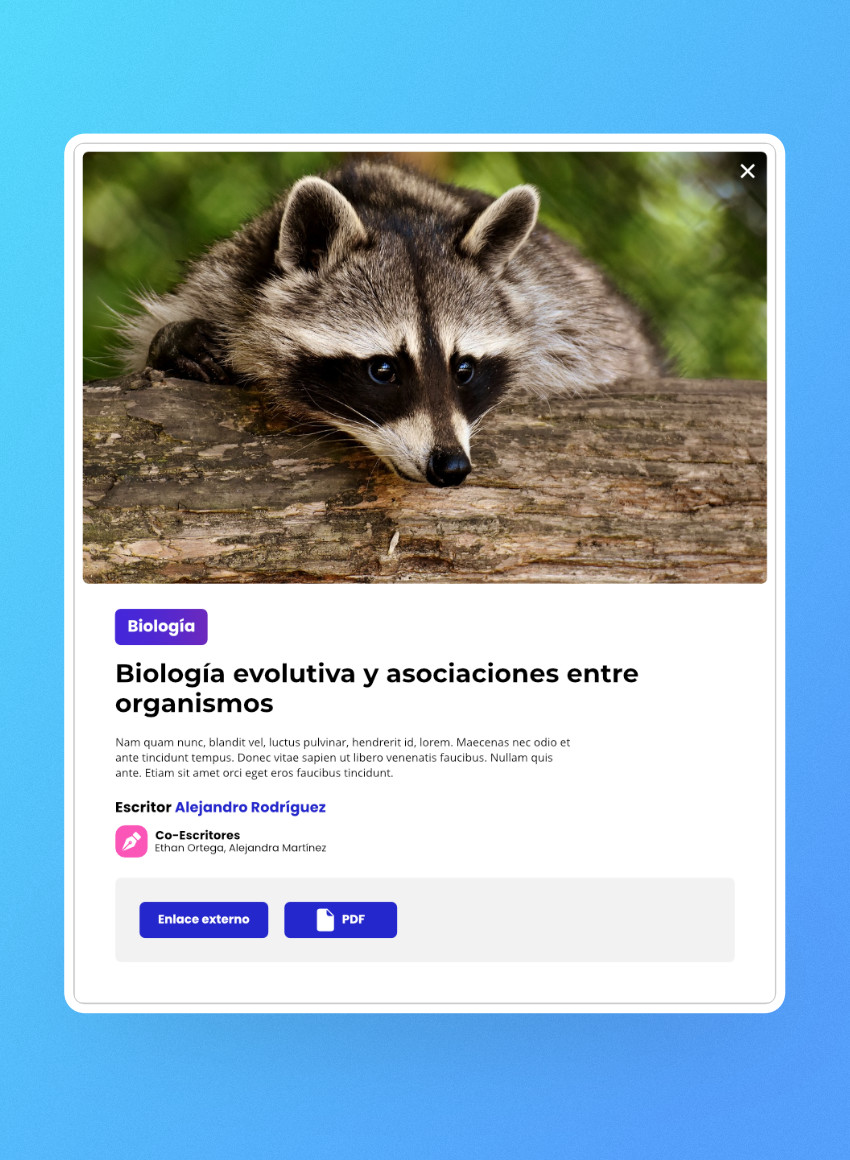 Biología
Biología evolutiva y asociaciones entre
organismos
Nam quam nunc, blandit vel, luctus pulvinar, hendrerit id, lorem. Maecenas nec odio et
ante tincidunt tempus. Donec vitae sapien ut libero venenatis faucibus. Nullam quis
ante. Etiam sit amet orci eget eros faucibus tincidunt.
Escritor Alejandro Rodríguez
Co-Escritores
Ethan Ortega, Alejandra Martínez
Enlace externo
PDF